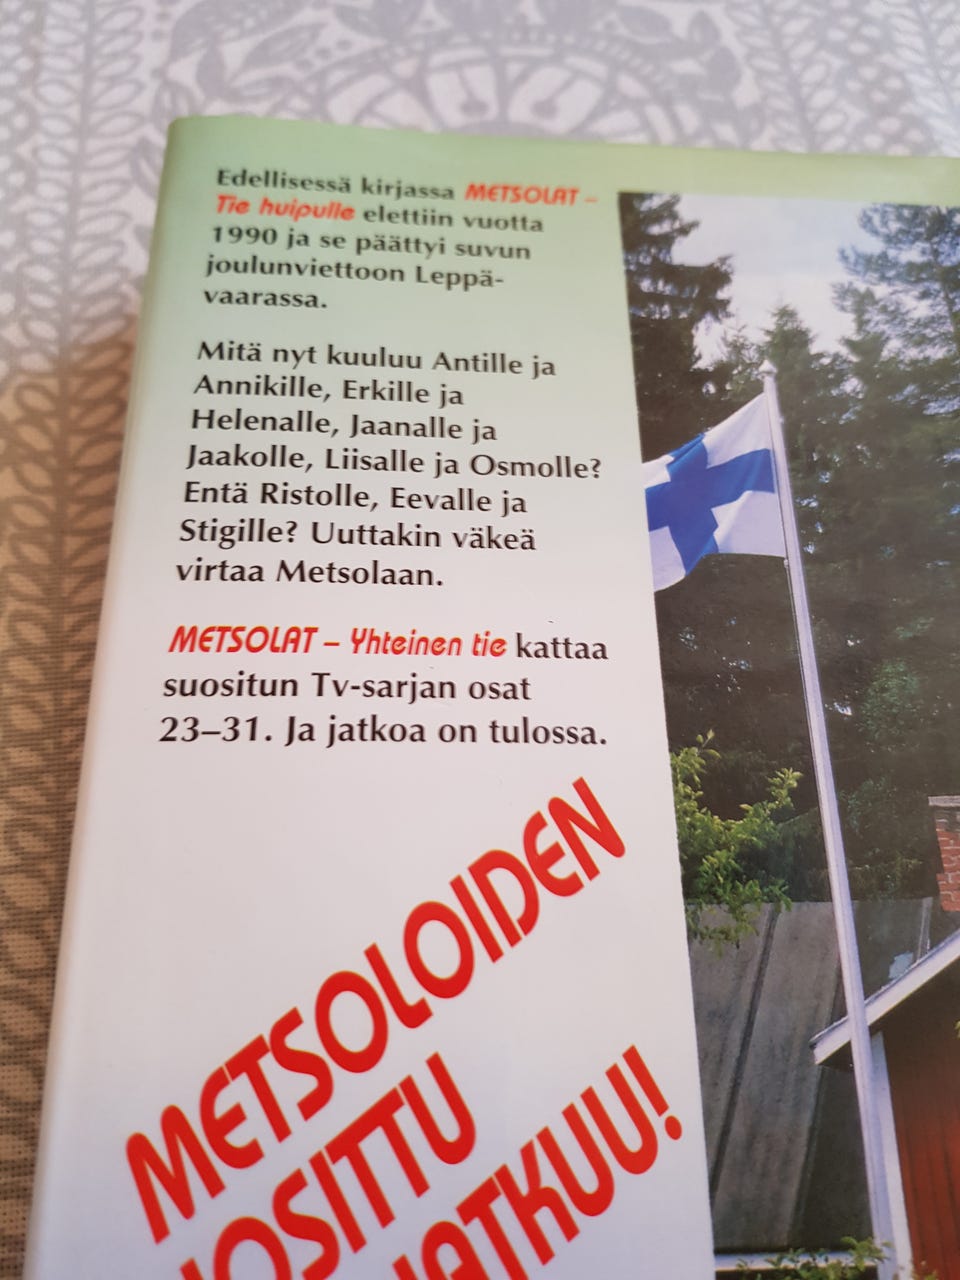 Edellisessä kirjassa METSOLAT –
Tie huipulle elettiin vuotta
1990 ja se päättyi suvun
joulunviettoon Leppä-
vaarassa.
Mitä nyt kuuluu Antille ja
Annikille, Erkille ja
Helenalle, Jaanalle ja
Jaakolle, Liisalle ja Osmolle?
Entä Ristolle, Eevalle ja
Stigille? Uuttakin väkeä
virtaa Metsolaan.
METSOLAT – Yhteinen tie kattaa
suositun Tv-sarjan osat
23–31. Ja jatkoa on tulossa.
METSOLOIDEN
JATKUU!